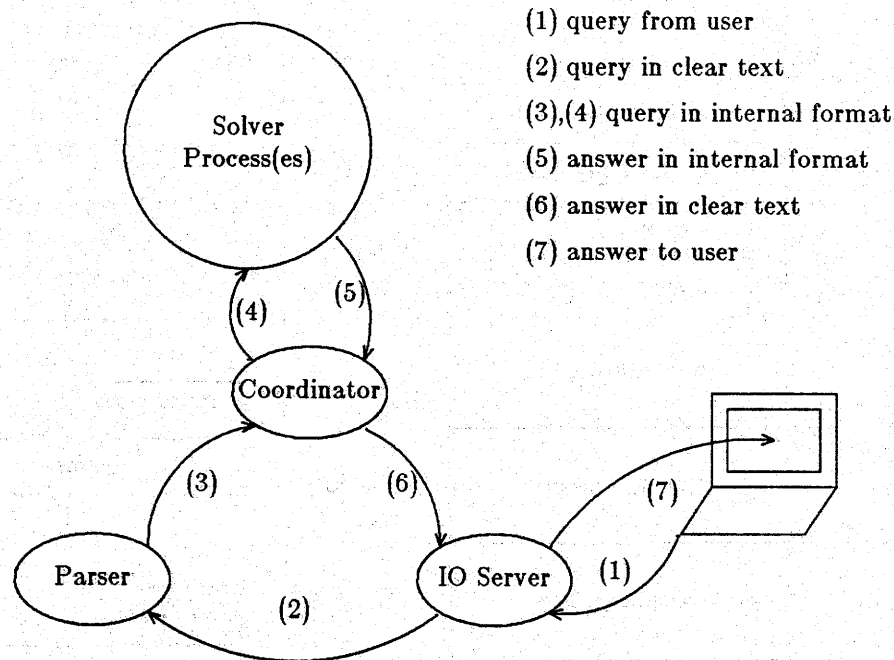 (1) query from user
(2) query in clear text
(3),(4) query in internal format
(5) answer in internal format
(6) answer in clear text
(7) answer to user
Solver
Process(es)
(4)
(5)
Coordinator
(3)
(6)
(7)
Parser
IO Server
(1)
(2)